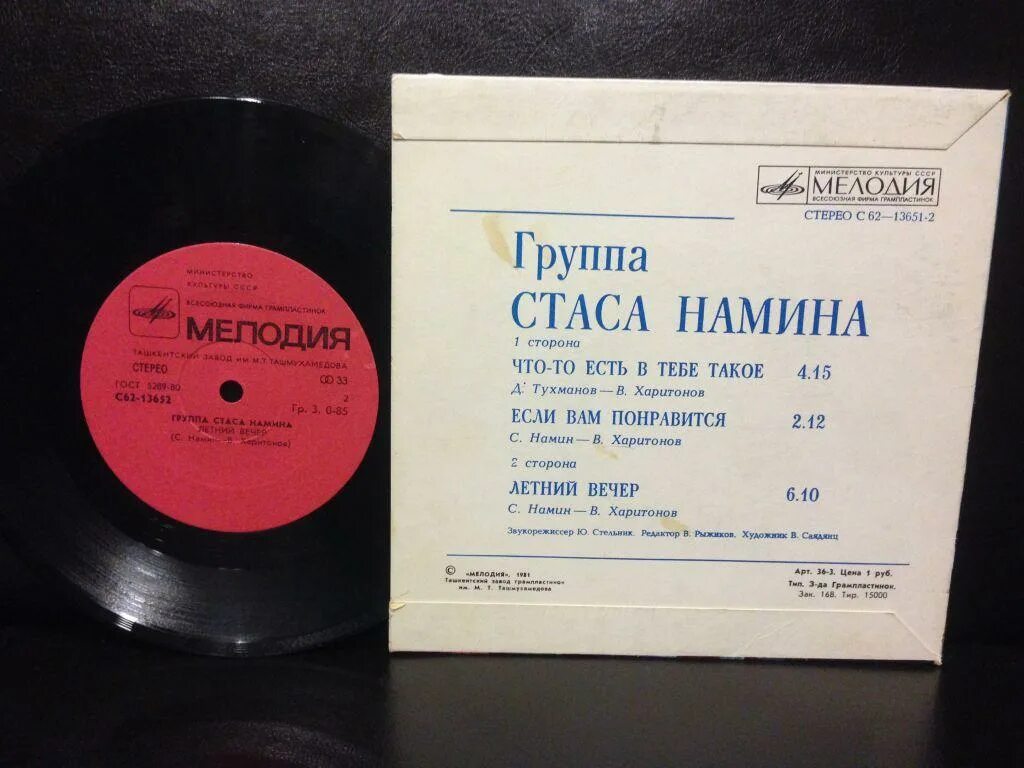 МИНИСТЕРСТВО
КУЛЬТУРЫ СССР
ВСЕСОЮЗНАЯ ФИРМА ГРАМПЛАСТИНОК
МЕЛОДИЯ
ТАШКЕНТСКИЙ ЗАВОД ИМ. М. Т. ТАШМУХАМЕДОВА
СТЕРЕО
33
ГОСТ 5289-80
2
С62-13652
Гр. 3. 0-85
ГРУППА СТАСА НАМИНА
ЛЕТНИЙ ВЕЧЕР
(С. Намин—В. Харитонов)
МИНИСТЕРСТВО КУЛЬТУРЫ СССР
МЕЛОДИЯ
ВСЕСОЮЗНАЯ ФИРМА ГРАМПЛАСТИНОК
СТЕРЕО С 62—13651-2
Группа
СТАСА НАМИНА
1 сторона
ЧТО-ТО ЕСТЬ В ТЕБЕ ТАКОЕ 4.15
Д. Тухманов—В. Харитонов
ЕСЛИ ВАМ ПОНРАВИТСЯ 2.12
С. Намин—В. Харитонов
2 сторона
ЛЕТНИЙ ВЕЧЕР 6.10
С. Намин—В. Харитонов
Звукорежиссер Ю. Стельник. Редактор В. Рыжиков. Художник В. Саядянц
© «МЕЛОДИЯ», 1981
Ташкентский завод грампластинок
им. М. Т. Ташмухамедова
Арт. 36-3. Цена 1 руб.
Тип. З-да Грампластинок.
Зак. 168. Тир. 15000